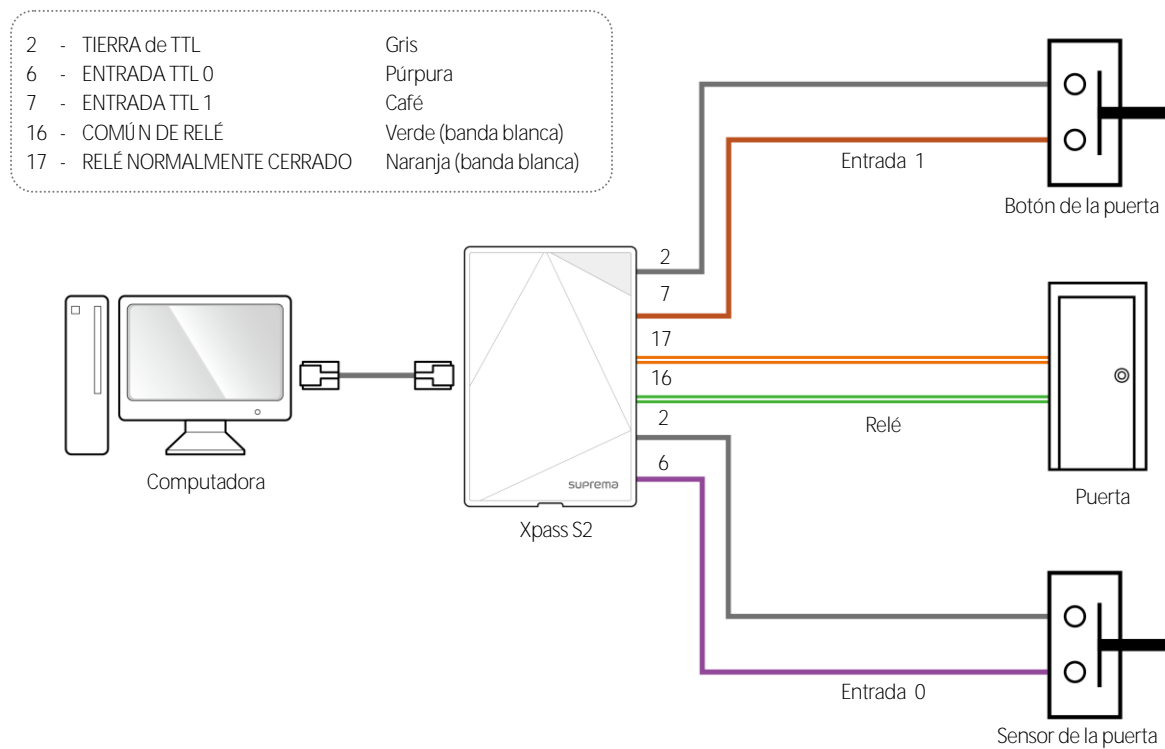 2 - TIERRA de TTL Gris
6 - ENTRADA TTL 0 Púrpura
7 - ENTRADA TTL 1 Café
16 - COMÚN DE RELÉ Verde (banda blanca)
17 - RELÉ NORMALMENTE CERRADO Naranja (banda blanca)
Entrada 1
Botón de la puerta
2
7
17
16
2
6
Relé
suprema
Computadora
Xpass S2
Puerta
Entrada 0
Sensor de la puerta